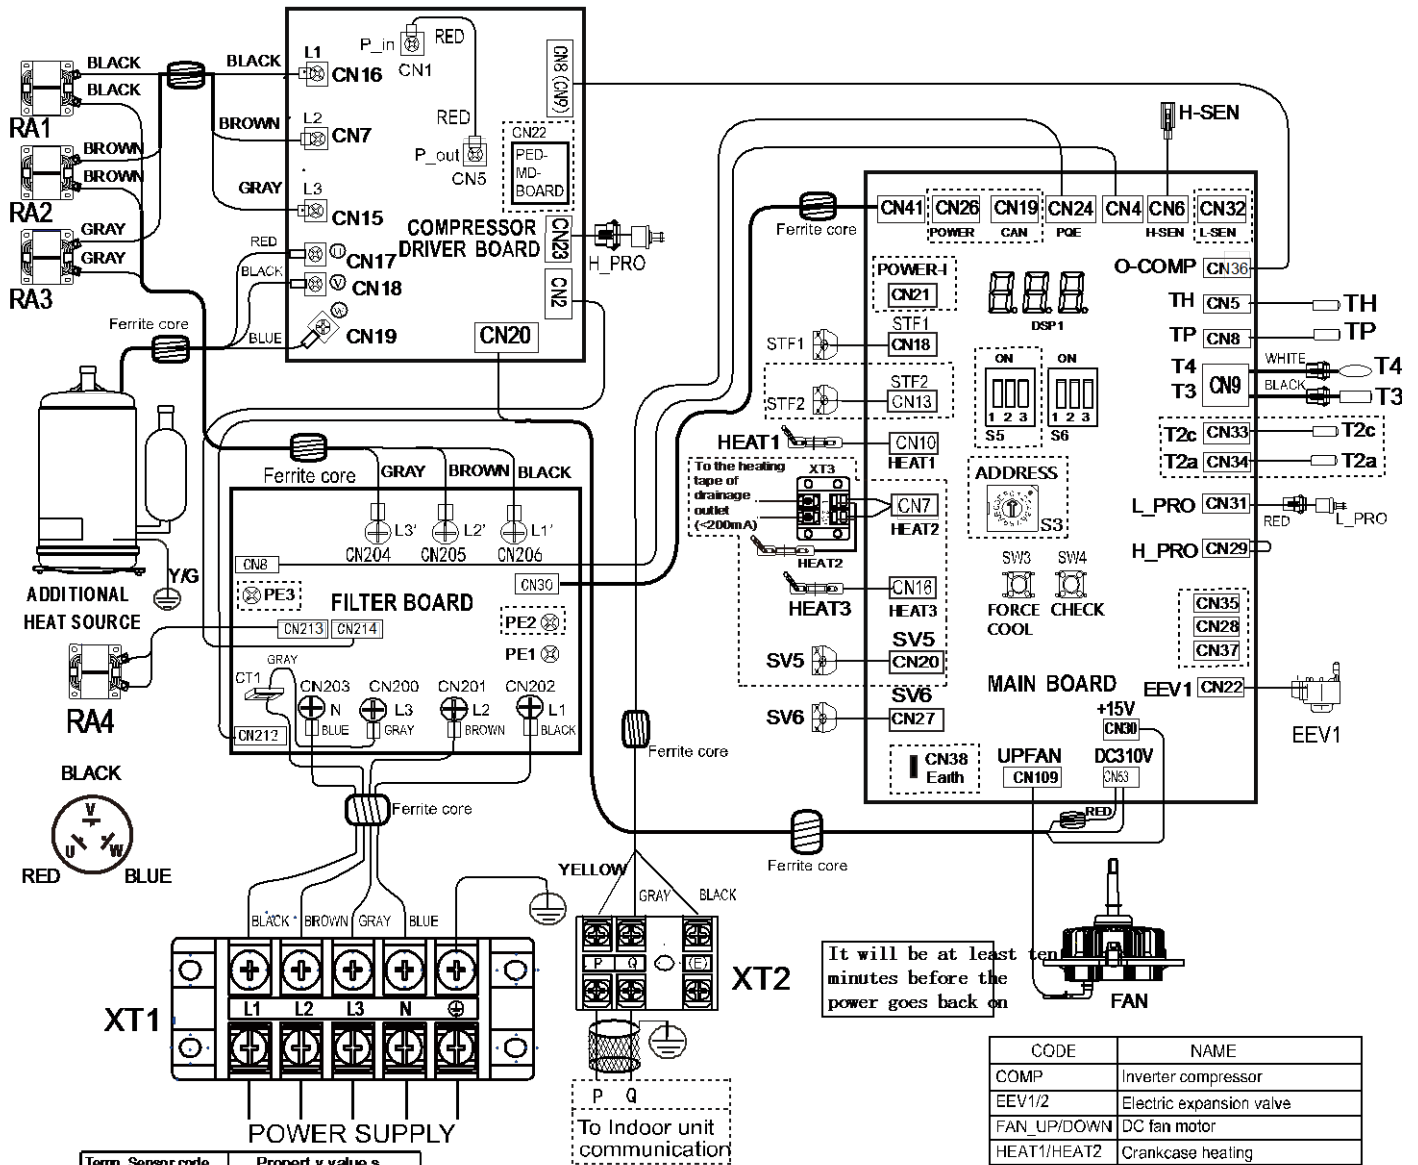 BLACK
BLACK
RA1
BROWN
BROWN
RA2
GRAY
GRAY
RA3
BLACK
L1
CN16
BROWN
L2
CN7
GRAY
L3
CN15
RED
U
CN17
BLACK
V
CN18
BLUE
W
CN19
P_in
RED
CN1
RED
P_out
CN5
CN8 (CN9)
CN22
PED-
MD-
BOARD
COMPRESSOR
DRIVER BOARD
CN23
H_PRO
CN2
CN20
Ferrite core
Ferrite core
Ferrite core
H-SEN
CN41
CN26
CN19
CN24
CN4
CN6
CN32
POWER
CAN
PQE
H-SEN
L-SEN
POWER-I
CN21
DSP1
O-COMP
CN36
TH
CN5
TH
TP
CN8
TP
T4
T3
CN9
WHITE
T4
BLACK
T3
T2c
CN33
T2c
T2a
CN34
T2a
STF1
STF1
CN18
STF2
STF2
CN13
ON
ON
1 2 3
1 2 3
S5
S6
HEAT1
CN10
HEAT1
To the heating
tape of
drainage
outlet
(<200mA)
XT3
CN7
HEAT2
HEAT2
ADDRESS
S3
L_PRO
CN31
RED
L_PRO
H_PRO
CN29
SW3
SW4
FORCE
COOL
CHECK
HEAT3
CN16
HEAT3
CN35
CN28
CN37
SV5
SV5
CN20
SV6
SV6
CN27
MAIN BOARD
EEV1
CN22
EEV1
+15V
CN30
CN38
Earth
UPFAN
CN109
DC310V
CN53
RED
Y/G
ADDITIONAL
HEAT SOURCE
RA4
GRAY
BROWN
BLACK
L3'
L2'
L1'
CN204
CN205
CN206
CN8
CN30
PE3
FILTER BOARD
PE2
PE1
CN213
CN214
GRAY
CT1
CN203
CN200
CN201
CN202
N
L3
L2
L1
BLUE
GRAY
BROWN
BLACK
CN212
Ferrite core
Ferrite core
Ferrite core
BLACK
V
U
W
RED
BLUE
BLACK
BROWN
GRAY
BLUE
XT1
L1
L2
L3
N
POWER SUPPLY
YELLOW
GRAY
BLACK
P
Q
(E)
XT2
P
Q
To Indoor unit
communication
It will be at least ten
minutes before the
power goes back on
FAN
CODE
NAME
COMP
Inverter compressor
EEV1/2
Electric expansion valve
FAN_UP/DOWN
DC fan motor
HEAT1/HEAT2
Crankcase heating